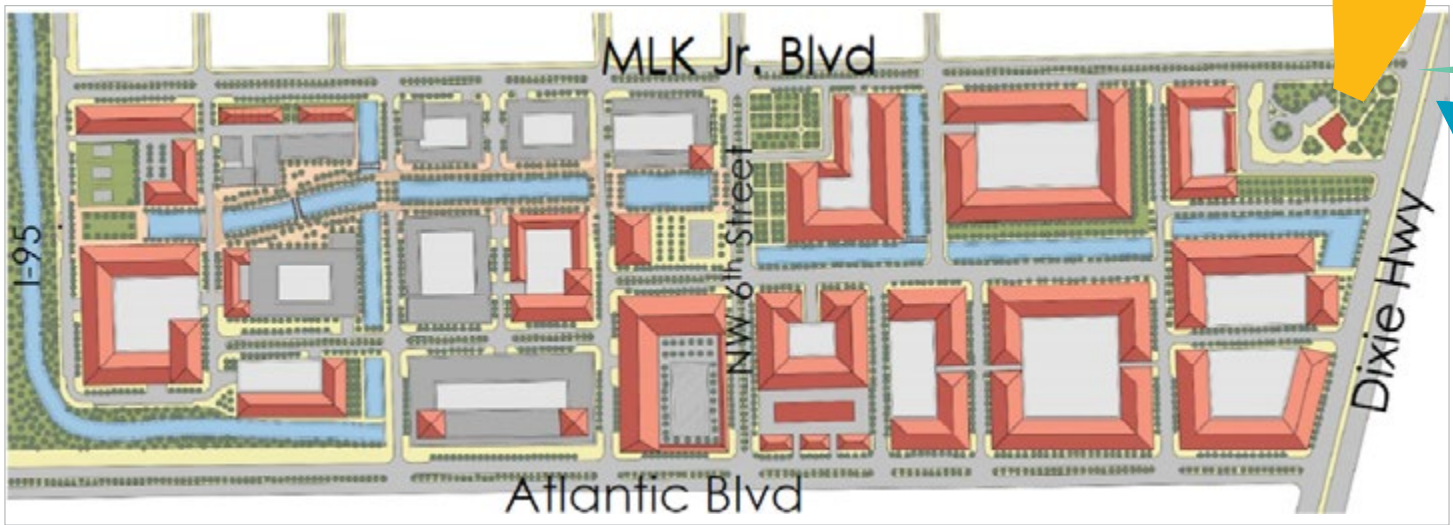 MLK Jr. Blvd
I-95
NW 6th Street
Dixie Hwy
Atlantic Blvd